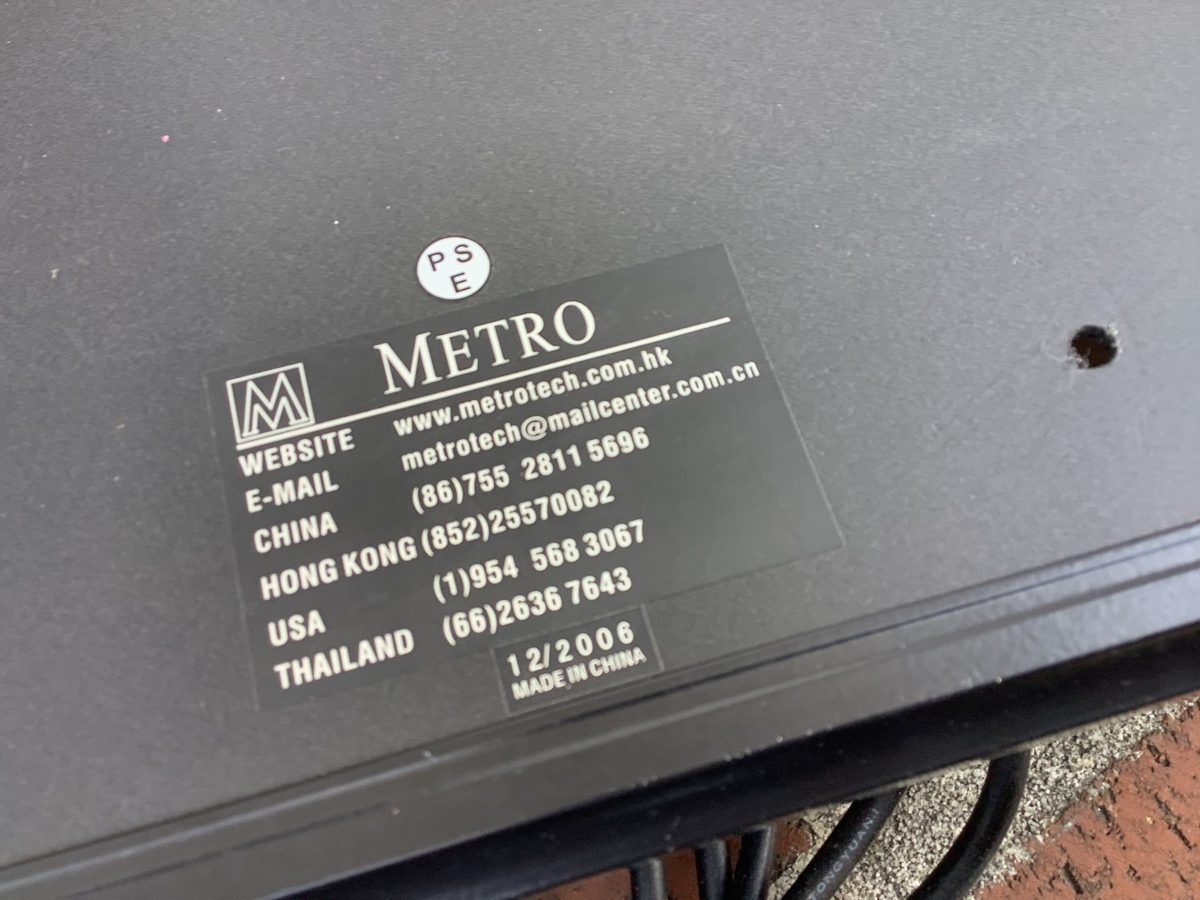 P S
E
M METRO
WEBSITE www.metrotech.com.hk
E-MAIL metrotech@mailcenter.com.cn
CHINA (86)755 2811 5696
HONG KONG (852)25570082
USA (1)954 568 3067
THAILAND (66)2636 7643
12/2006
MADE IN CHINA